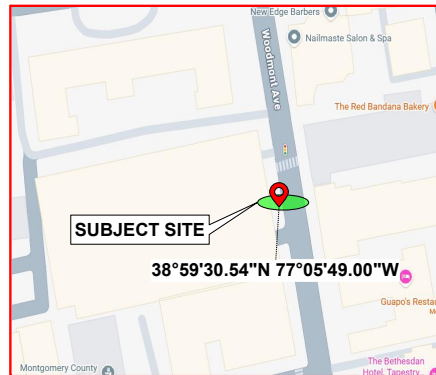 New Edge Barbers
Nailmaste Salon & Spa
Woodmont Ave
The Red Bandana Bakery
SUBJECT SITE
38°59'30.54"N 77°05'49.00"W
Guapo's Restau
Me
The Bethesdan
Hotel, Tapestry...
Montgomery County